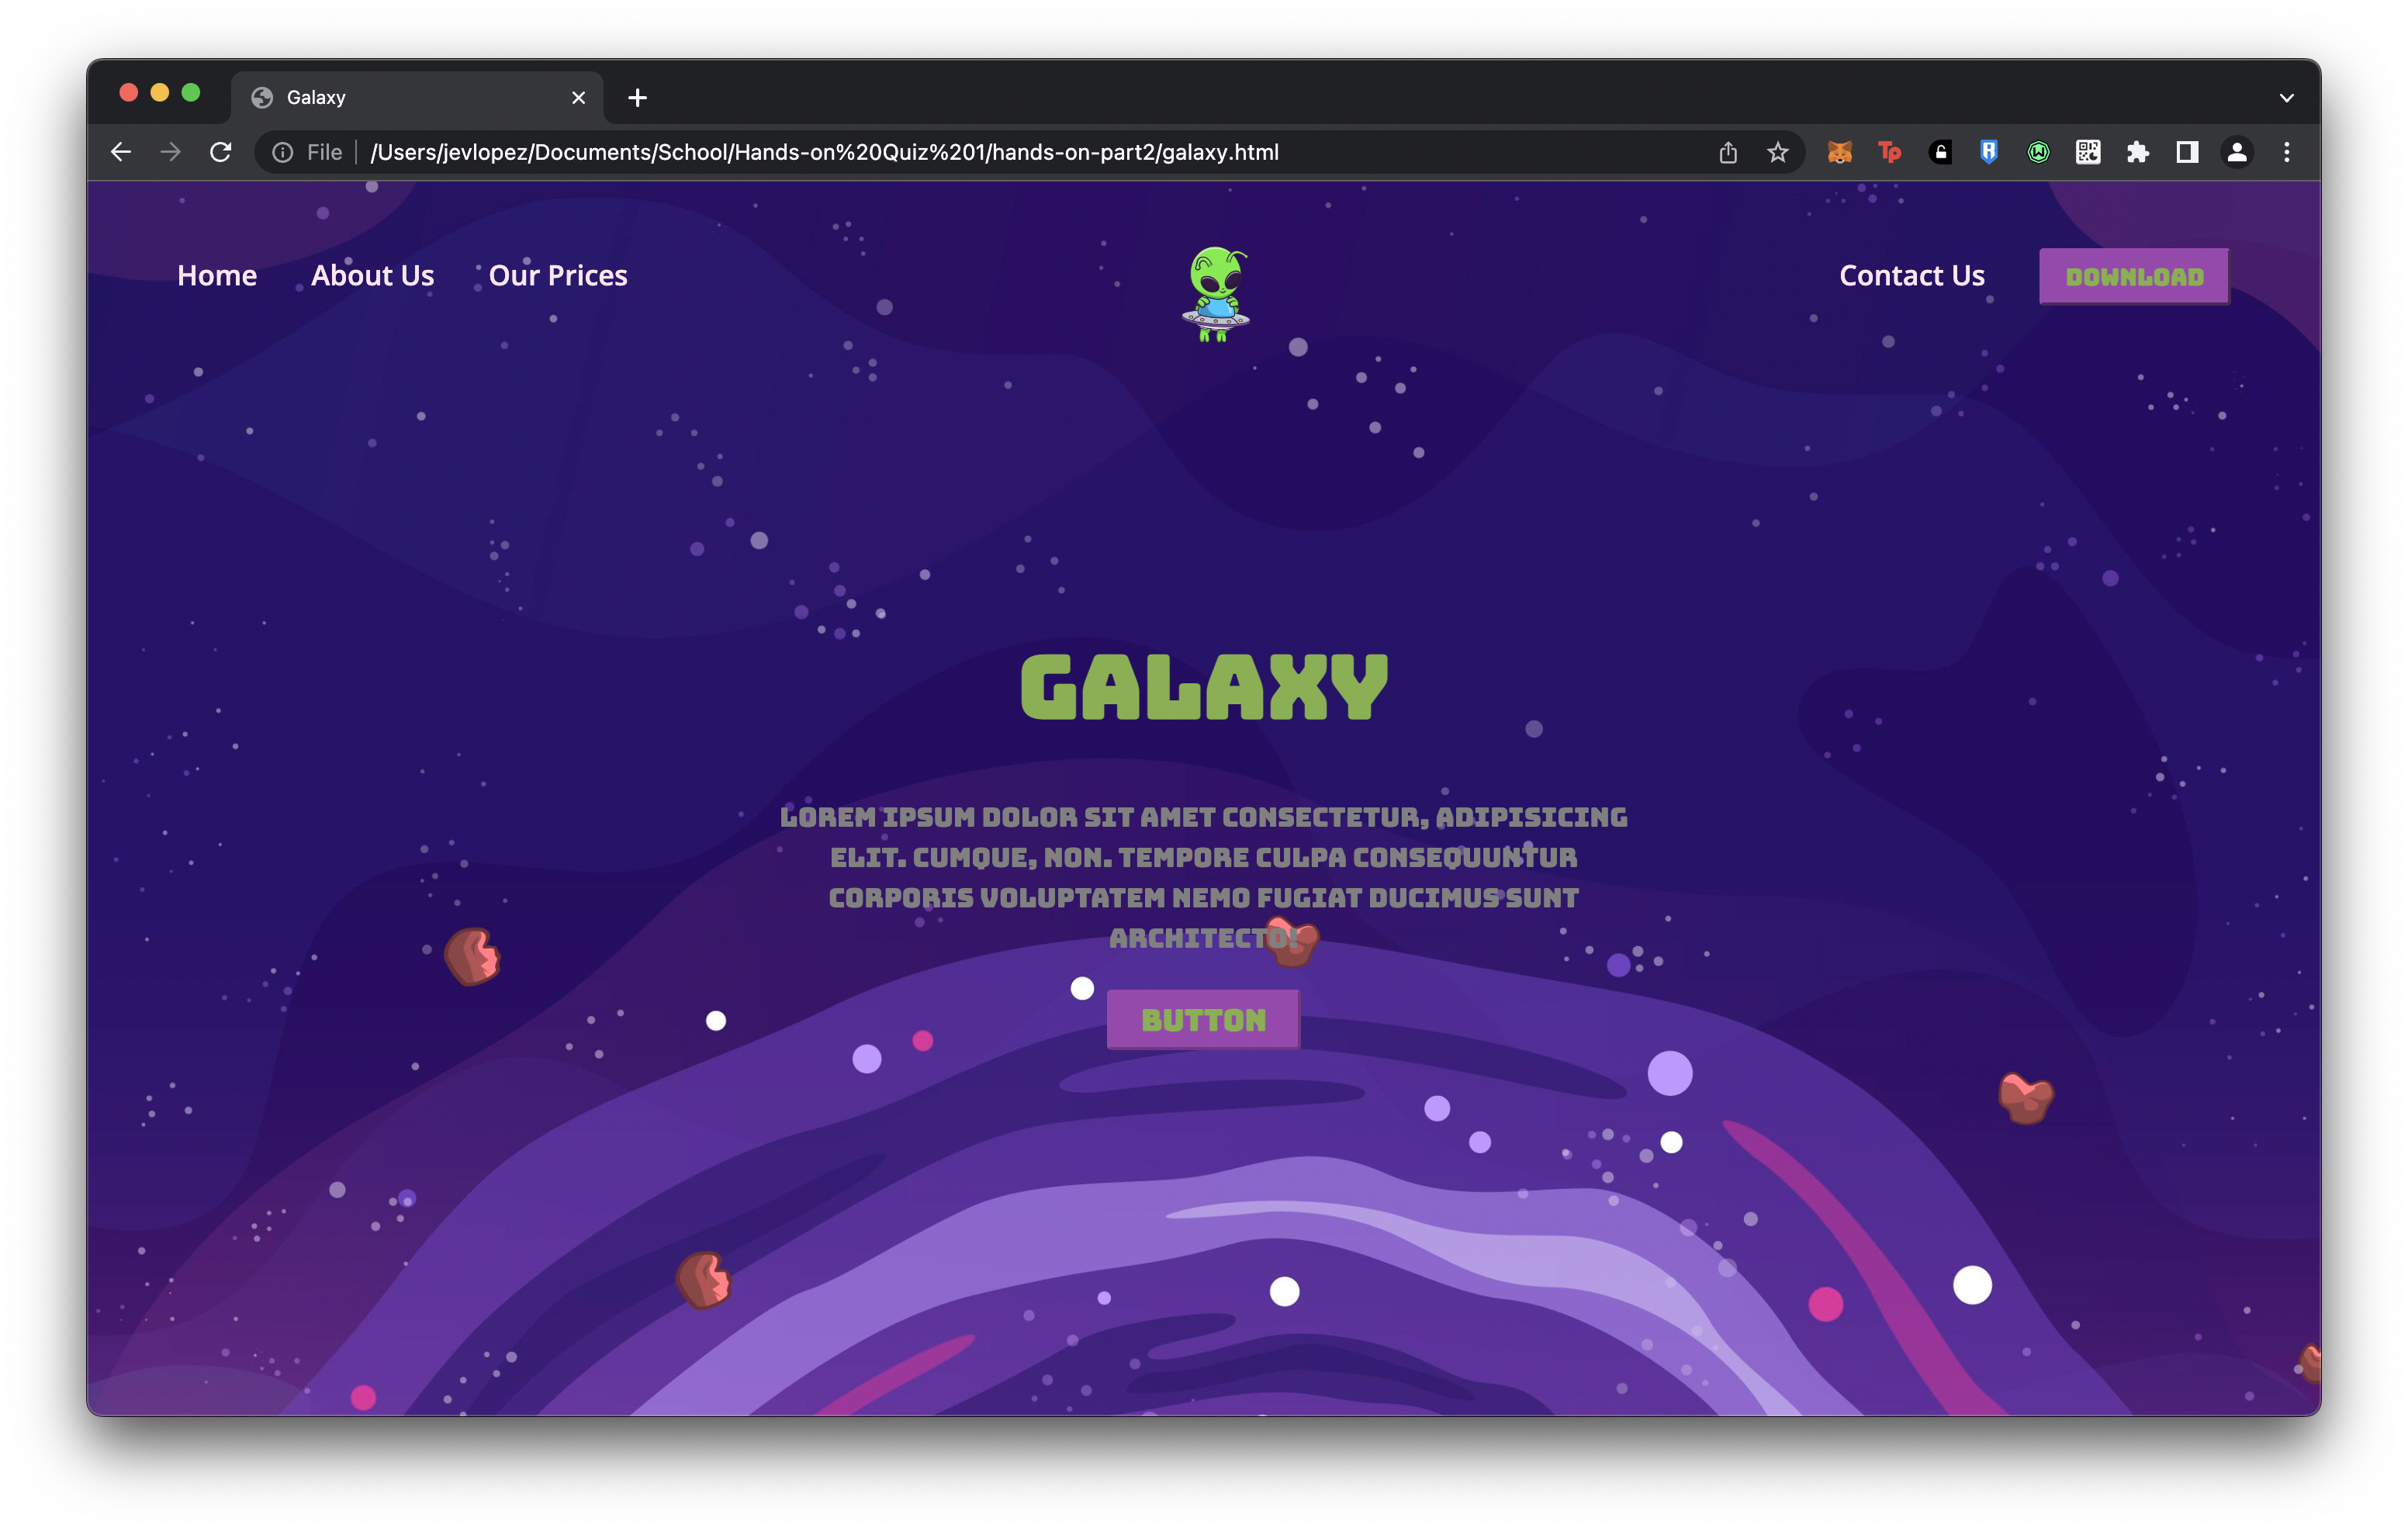 Galaxy
File
/Users/jevlopez/Documents/School/Hands-on%20Quiz%201/hands-on-part2/galaxy.html
Home About Us Our Prices Contact Us DOWNLOAD
GALAXY
LOREM IPSUM DOLOR SIT AMET CONSECTETUR, ADIPISICING
ELIT. CUMQUE, NON. TEMPORE CULPA CONSEQUUNTUR
CORPORIS VOLUPTATEM NEMO FUGIAT DUCIMUS SUNT
ARCHITECTO!
BUTTON